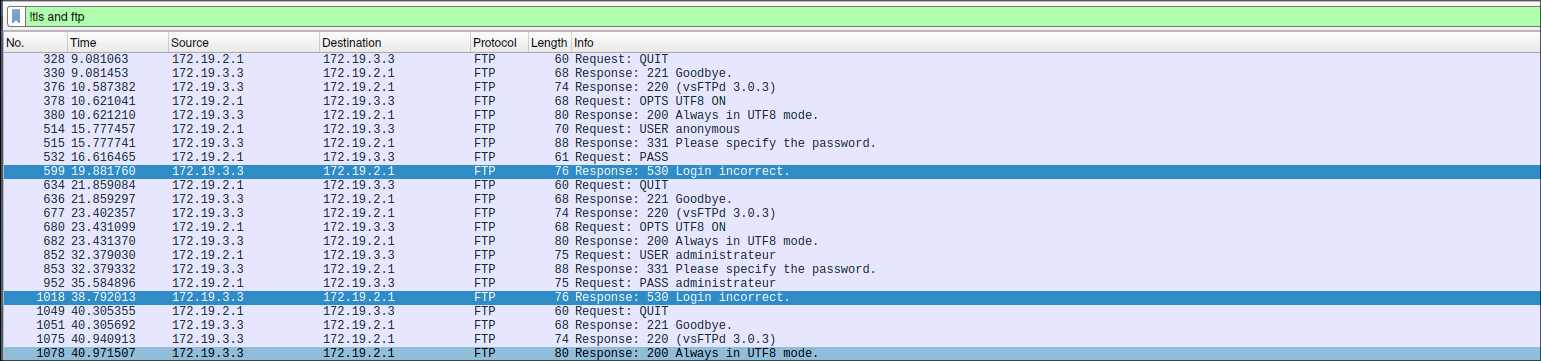 !tls and ftp
No. Time Source Destination Protocol Length Info
328 9.081063 172.19.2.1 172.19.3.3 FTP 60 Request: QUIT
330 9.081453 172.19.3.3 172.19.2.1 FTP 68 Response: 221 Goodbye.
376 10.587382 172.19.3.3 172.19.2.1 FTP 74 Response: 220 (vsFTPd 3.0.3)
378 10.621041 172.19.2.1 172.19.3.3 FTP 68 Request: OPTS UTF8 ON
380 10.621210 172.19.3.3 172.19.2.1 FTP 80 Response: 200 Always in UTF8 mode.
514 15.777457 172.19.2.1 172.19.3.3 FTP 70 Request: USER anonymous
515 15.777741 172.19.3.3 172.19.2.1 FTP 88 Response: 331 Please specify the password.
532 16.616465 172.19.2.1 172.19.3.3 FTP 61 Request: PASS
599 19.881760 172.19.3.3 172.19.2.1 FTP 76 Response: 530 Login incorrect.
634 21.859084 172.19.2.1 172.19.3.3 FTP 60 Request: QUIT
636 21.859297 172.19.3.3 172.19.2.1 FTP 68 Response: 221 Goodbye.
677 23.402357 172.19.3.3 172.19.2.1 FTP 74 Response: 220 (vsFTPd 3.0.3)
680 23.431099 172.19.2.1 172.19.3.3 FTP 68 Request: OPTS UTF8 ON
682 23.431370 172.19.3.3 172.19.2.1 FTP 80 Response: 200 Always in UTF8 mode.
852 32.379030 172.19.2.1 172.19.3.3 FTP 75 Request: USER administrateur
853 32.379332 172.19.3.3 172.19.2.1 FTP 88 Response: 331 Please specify the password.
952 35.584896 172.19.2.1 172.19.3.3 FTP 75 Request: PASS administrateur
1018 38.792013 172.19.3.3 172.19.2.1 FTP 76 Response: 530 Login incorrect.
1049 40.305355 172.19.2.1 172.19.3.3 FTP 60 Request: QUIT
1051 40.305692 172.19.3.3 172.19.2.1 FTP 68 Response: 221 Goodbye.
1075 40.940913 172.19.3.3 172.19.2.1 FTP 74 Response: 220 (vsFTPd 3.0.3)
1078 40.971507 172.19.3.3 172.19.2.1 FTP 80 Response: 200 Always in UTF8 mode.